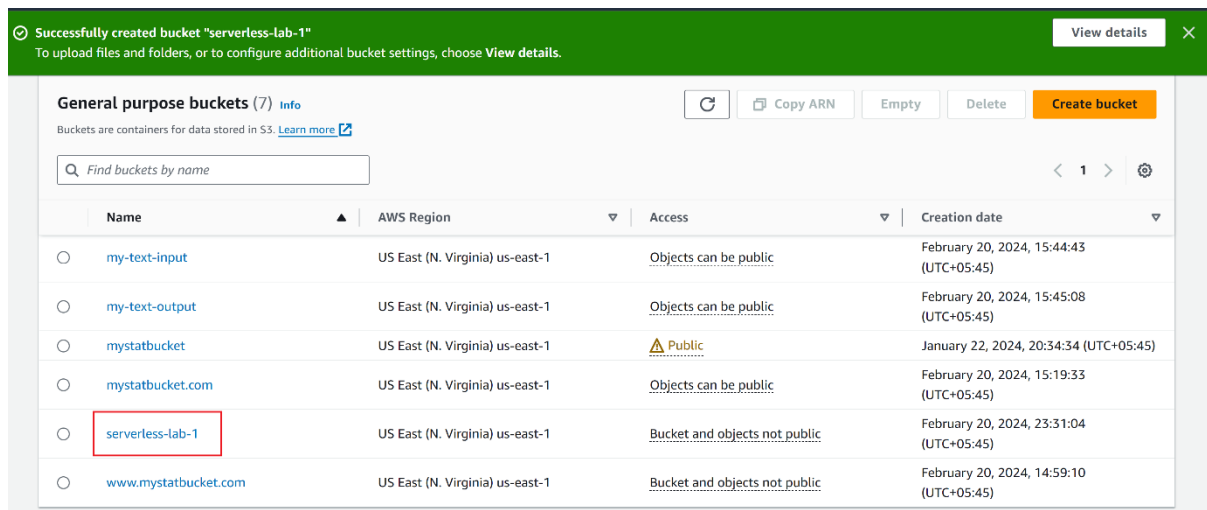 Successfully created bucket "serverless-lab-1"
View details
To upload files and folders, or to configure additional bucket settings, choose View details.
General purpose buckets (7) Info
Copy ARN
Empty
Delete
Create bucket
Buckets are containers for data stored in S3. Learn more
Find buckets by name
1
Name AWS Region Access Creation date
my-text-input US East (N. Virginia) us-east-1 Objects can be public February 20, 2024, 15:44:43
(UTC+05:45)
my-text-output US East (N. Virginia) us-east-1 Objects can be public February 20, 2024, 15:45:08
(UTC+05:45)
mystatbucket US East (N. Virginia) us-east-1 Public January 22, 2024, 20:34:34 (UTC+05:45)
mystatbucket.com US East (N. Virginia) us-east-1 Objects can be public February 20, 2024, 15:19:33
(UTC+05:45)
serverless-lab-1 US East (N. Virginia) us-east-1 Bucket and objects not public February 20, 2024, 23:31:04
(UTC+05:45)
www.mystatbucket.com US East (N. Virginia) us-east-1 Bucket and objects not public February 20, 2024, 14:59:10
(UTC+05:45)